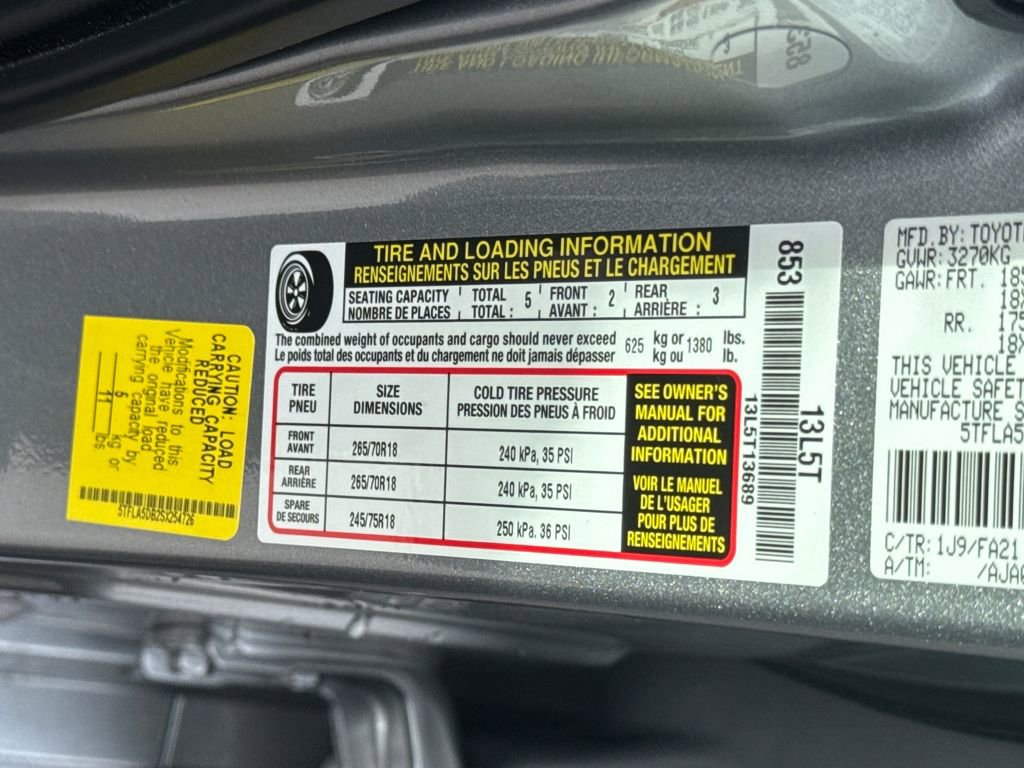 TIRE AND LOADING INFORMATION
RENSEIGNEMENTS SUR LES PNEUS ET LE CHARGEMENT
SEATING CAPACITY TOTAL 5 FRONT 2 REAR 3
NOMBRE DE PLACES TOTAL : AVANT : ARRIÈRE :
The combined weight of occupants and cargo should never exceed 625 kg or 1380 lbs.
Le poids total des occupants et du chargement ne doit jamais dépasser kg ou lb.
TIRE SIZE COLD TIRE PRESSURE
PNEU DIMENSIONS PRESSION DES PNEUS À FROID
FRONT
AVANT 265/70R18 240 kPa, 35 PSI
REAR
ARRIÈRE 265/70R18 240 kPa, 35 PSI
SPARE
DE SECOURS 245/75R18 250 kPa, 36 PSI
SEE OWNER'S
MANUAL FOR
ADDITIONAL
INFORMATION
VOIR LE MANUEL
DE L'USAGER
POUR PLUS DE
RENSEIGNEMENTS
853
13L5T
13L5T13689
CAUTION: LOAD
CARRYING CAPACITY
REDUCED
Modifications to this
Vehicle have reduced
the original load
carrying capacity by
5 kg or
11 lbs
5TFLA5DB2SX254726
MFD. BY: TOYOT
GVWR: 3270KG
GAWR: FRT. 18
18
RR. 175
18X
THIS VEHICLE
VEHICLE SAFET
MANUFACTURE S
5TFLA5
C/TR: 1J9/FA21
A/TM: /AJA